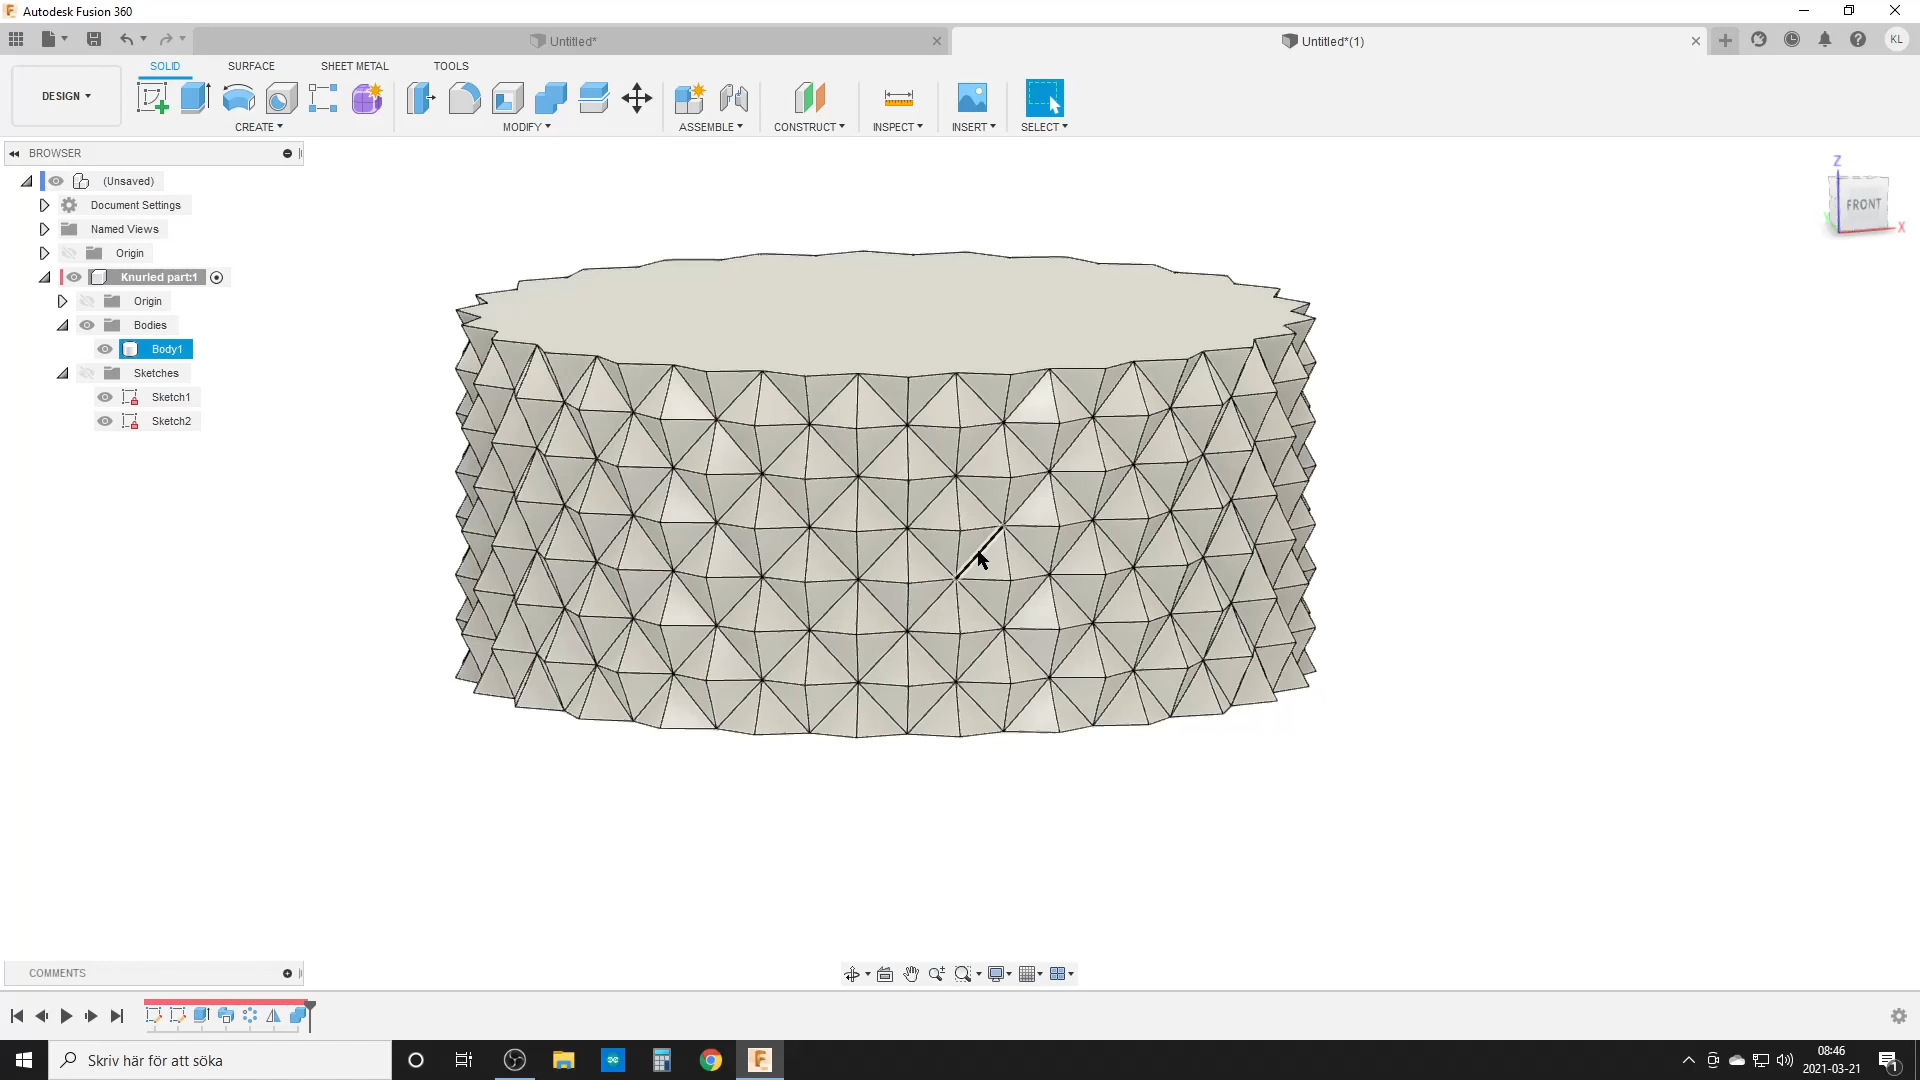 Autodesk Fusion 360
Untitled*
Untitled*(1)
KL
DESIGN
SOLID
SURFACE
SHEET METAL
TOOLS
CREATE
MODIFY
ASSEMBLE
CONSTRUCT
INSPECT
INSERT
SELECT
BROWSER
(Unsaved)
Document Settings
Named Views
Origin
Knurled part:1
Origin
Bodies
Body1
Sketches
Sketch1
Sketch2
Z
FRONT
X
COMMENTS
Skriv här för att söka
08:46
2021-03-21
1